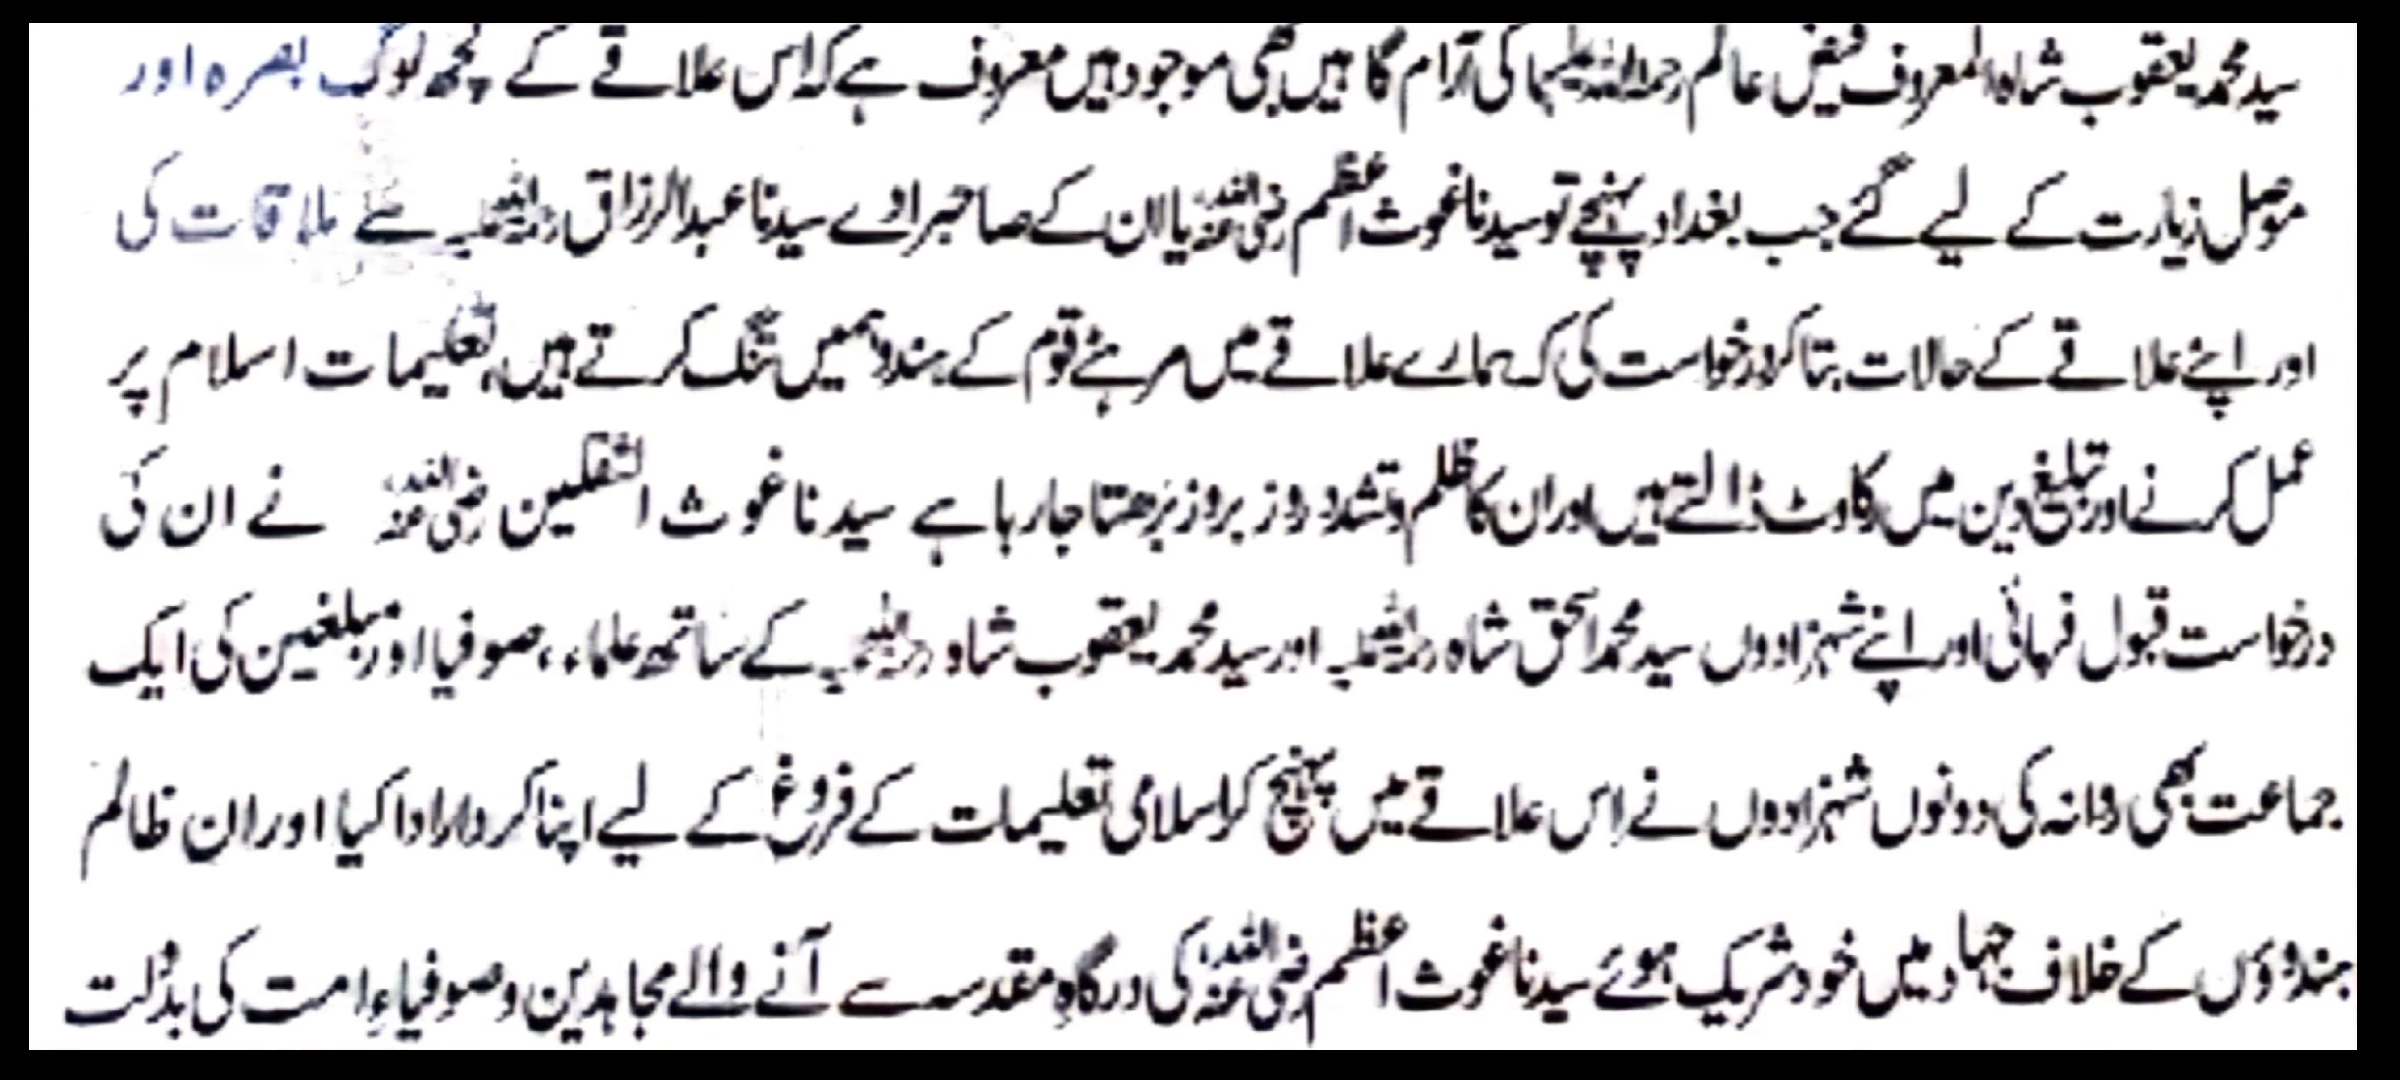 سید محمد یعقوب شاہ المعروف فیض عالم رحمۃ اللہ علیہما کی آرام گاہیں بھی موجود ہیں معروف ہے کہ اس علاقے کے کچھ لوگ بصرہ اور
موصل زیارت کے لیے گئے جب بغداد پہنچے تو سیدنا غوث اعظم رضی اللہ عنہ یا ان کے صاحبزادے سیدنا عبدالرزاق رحمۃ اللہ علیہ سے ملاقات کی
اور اپنے علاقے کے حالات بتا کر درخواست کی کہ ہمارے علاقے میں مرہٹے قوم کے ہندو ہمیں تنگ کرتے ہیں، تعلیمات اسلام پر
عمل کرنے اور تبلیغ دین میں رکاوٹ ڈالتے ہیں اور ان کا ظلم و تشدد روز بروز بڑھتا جا رہا ہے سیدنا غوث الثقلین رضی اللہ عنہ نے ان کی
درخواست قبول فرمائی اور اپنے شہزادوں سید محمد اسحٰق شاہ رحمۃ اللہ علیہ اور سید محمد یعقوب شاہ رحمۃ اللہ علیہ کے ساتھ علماء، صوفیا اور مبلغین کی ایک
جماعت بھی روانہ کی دونوں شہزادوں نے اِس علاقے میں پہنچ کر اسلامی تعلیمات کے فروغ کے لیے اپنا کردار ادا کیا اور ان ظالم
ہندوؤں کے خلاف جہاد میں خود شریک ہوئے سیدنا غوث اعظم رضی اللہ عنہ کی درگاہِ مقدسہ سے آنے والے مجاہدین و صوفیاءِ امت کی بدولت